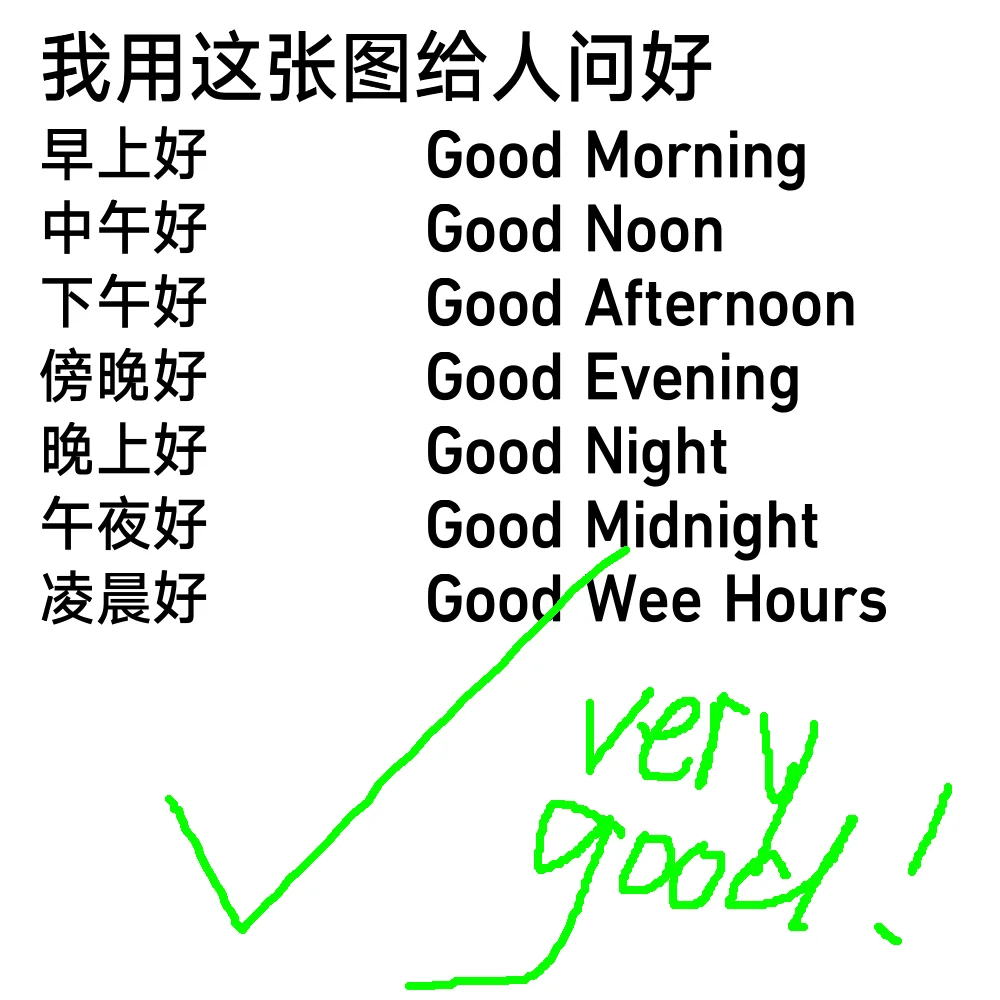 我用这张图给人问好
早上好 Good Morning
中午好 Good Noon
下午好 Good Afternoon
傍晚好 Good Evening
晚上好 Good Night
午夜好 Good Midnight
凌晨好 Good Wee Hours
very
good!